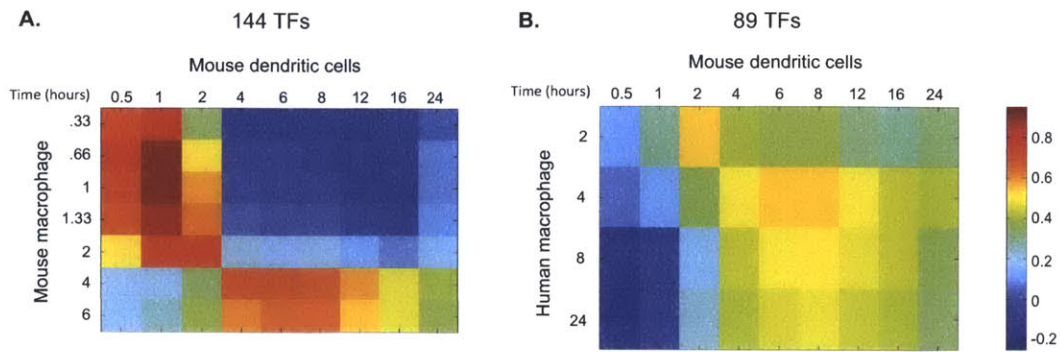 A.
144 TFs
Mouse dendritic cells
Time (hours) 0.5 1 2 4 6 8 12 16 24
Mouse macrophage
.33
.66
1
1.33
2
4
6
B.
89 TFs
Mouse dendritic cells
Time (hours) 0.5 1 2 4 6 8 12 16 24
Human macrophage
2
4
8
24
0.8
0.6
0.4
0.2
0
-0.2